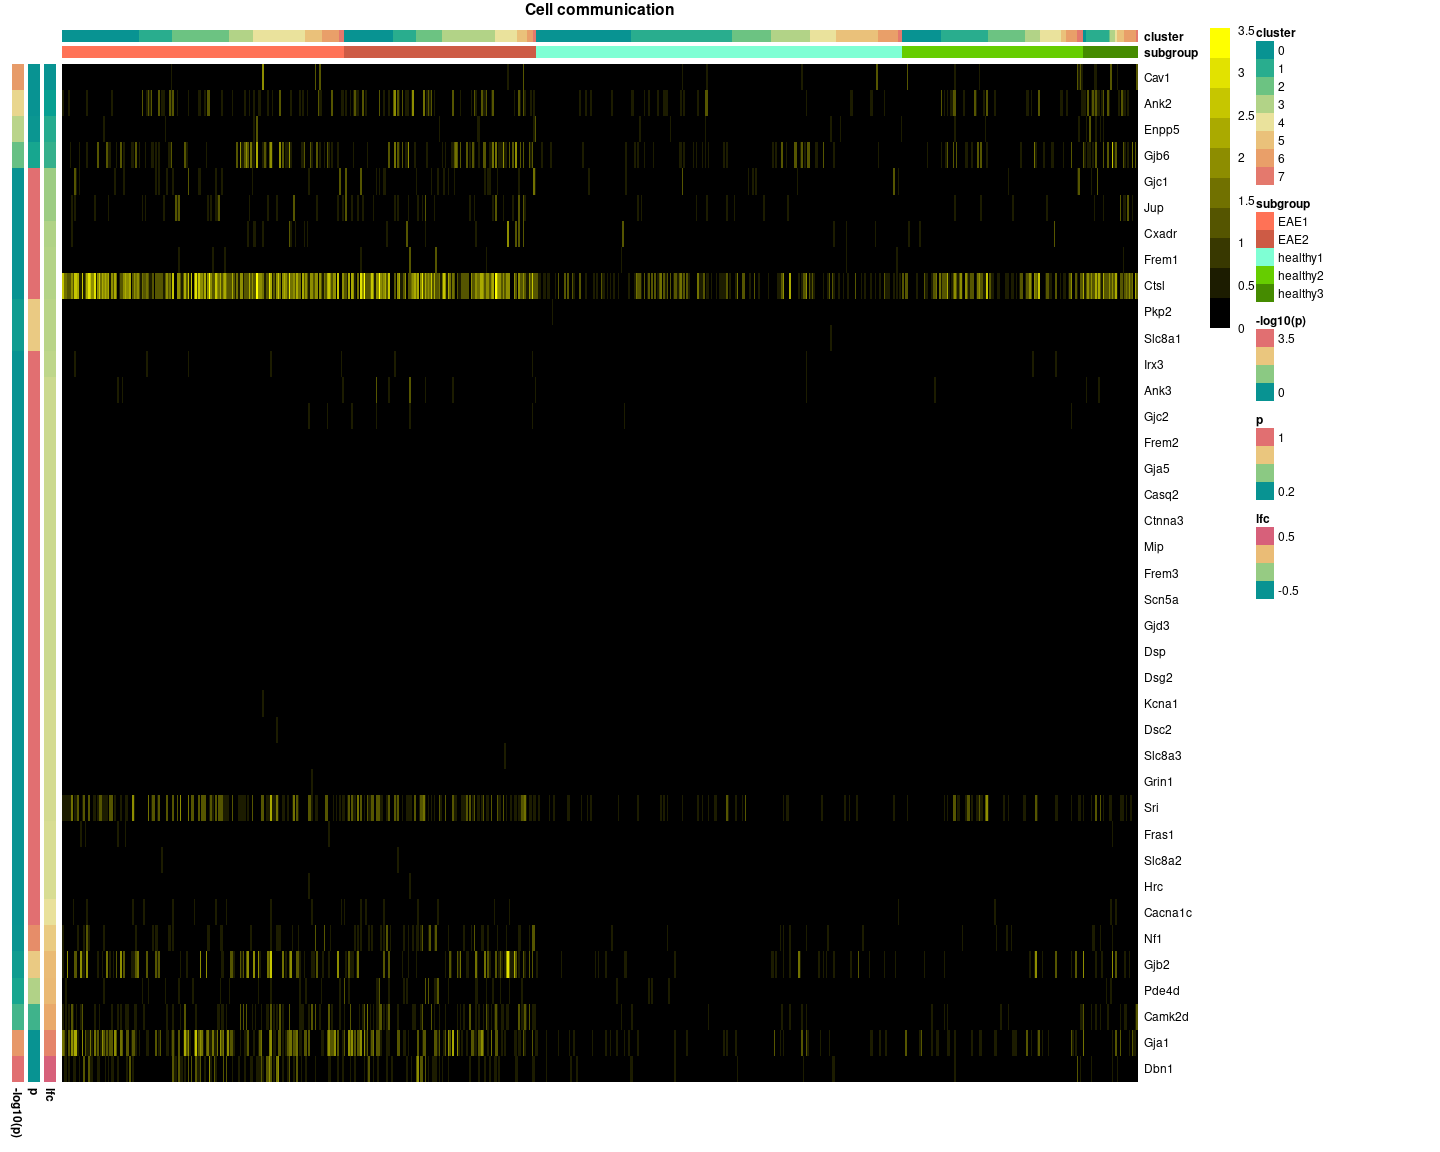 Cell communication
cluster
subgroup
Cav1
Ank2
Enpp5
Gjb6
Gjc1
Jup
Cxadr
Frem1
Ctsl
Pkp2
Slc8a1
Irx3
Ank3
Gjc2
Frem2
Gja5
Casq2
Ctnna3
Mip
Frem3
Scn5a
Gjd3
Dsp
Dsg2
Kcna1
Dsc2
Slc8a3
Grin1
Sri
Fras1
Slc8a2
Hrc
Cacna1c
Nf1
Gjb2
Pde4d
Camk2d
Gja1
Dbn1
3.5
3
2.5
2
1.5
1
0.5
0
cluster
0
1
2
3
4
5
6
7
subgroup
EAE1
EAE2
healthy1
healthy2
healthy3
-log10(p)
3.5
0
p
1
0.2
lfc
0.5
-0.5
-log10(p)
p
lfc